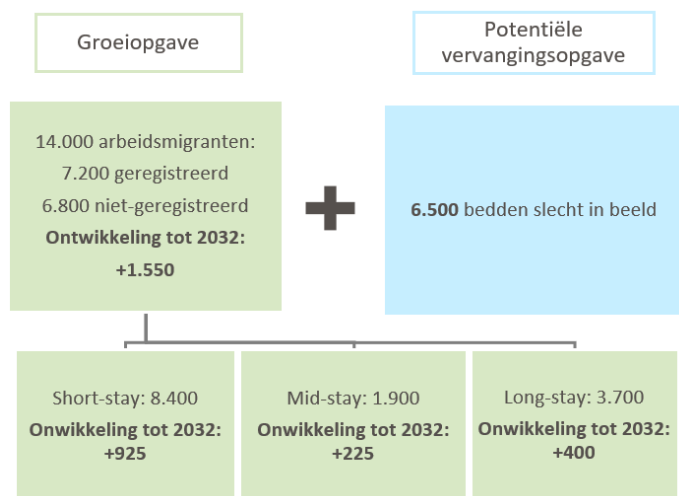 Groeiopgave
Potentiële
vervangingsopgave
14.000 arbeidsmigranten:
7.200 geregistreerd
6.800 niet-geregistreerd
Ontwikkeling tot 2032:
+1.550
6.500 bedden slecht in beeld
Short-stay: 8.400
Onwikkeling tot 2032:
+925
Mid-stay: 1.900
Onwikkeling tot 2032:
+225
Long-stay: 3.700
Onwikkeling tot 2032:
+400